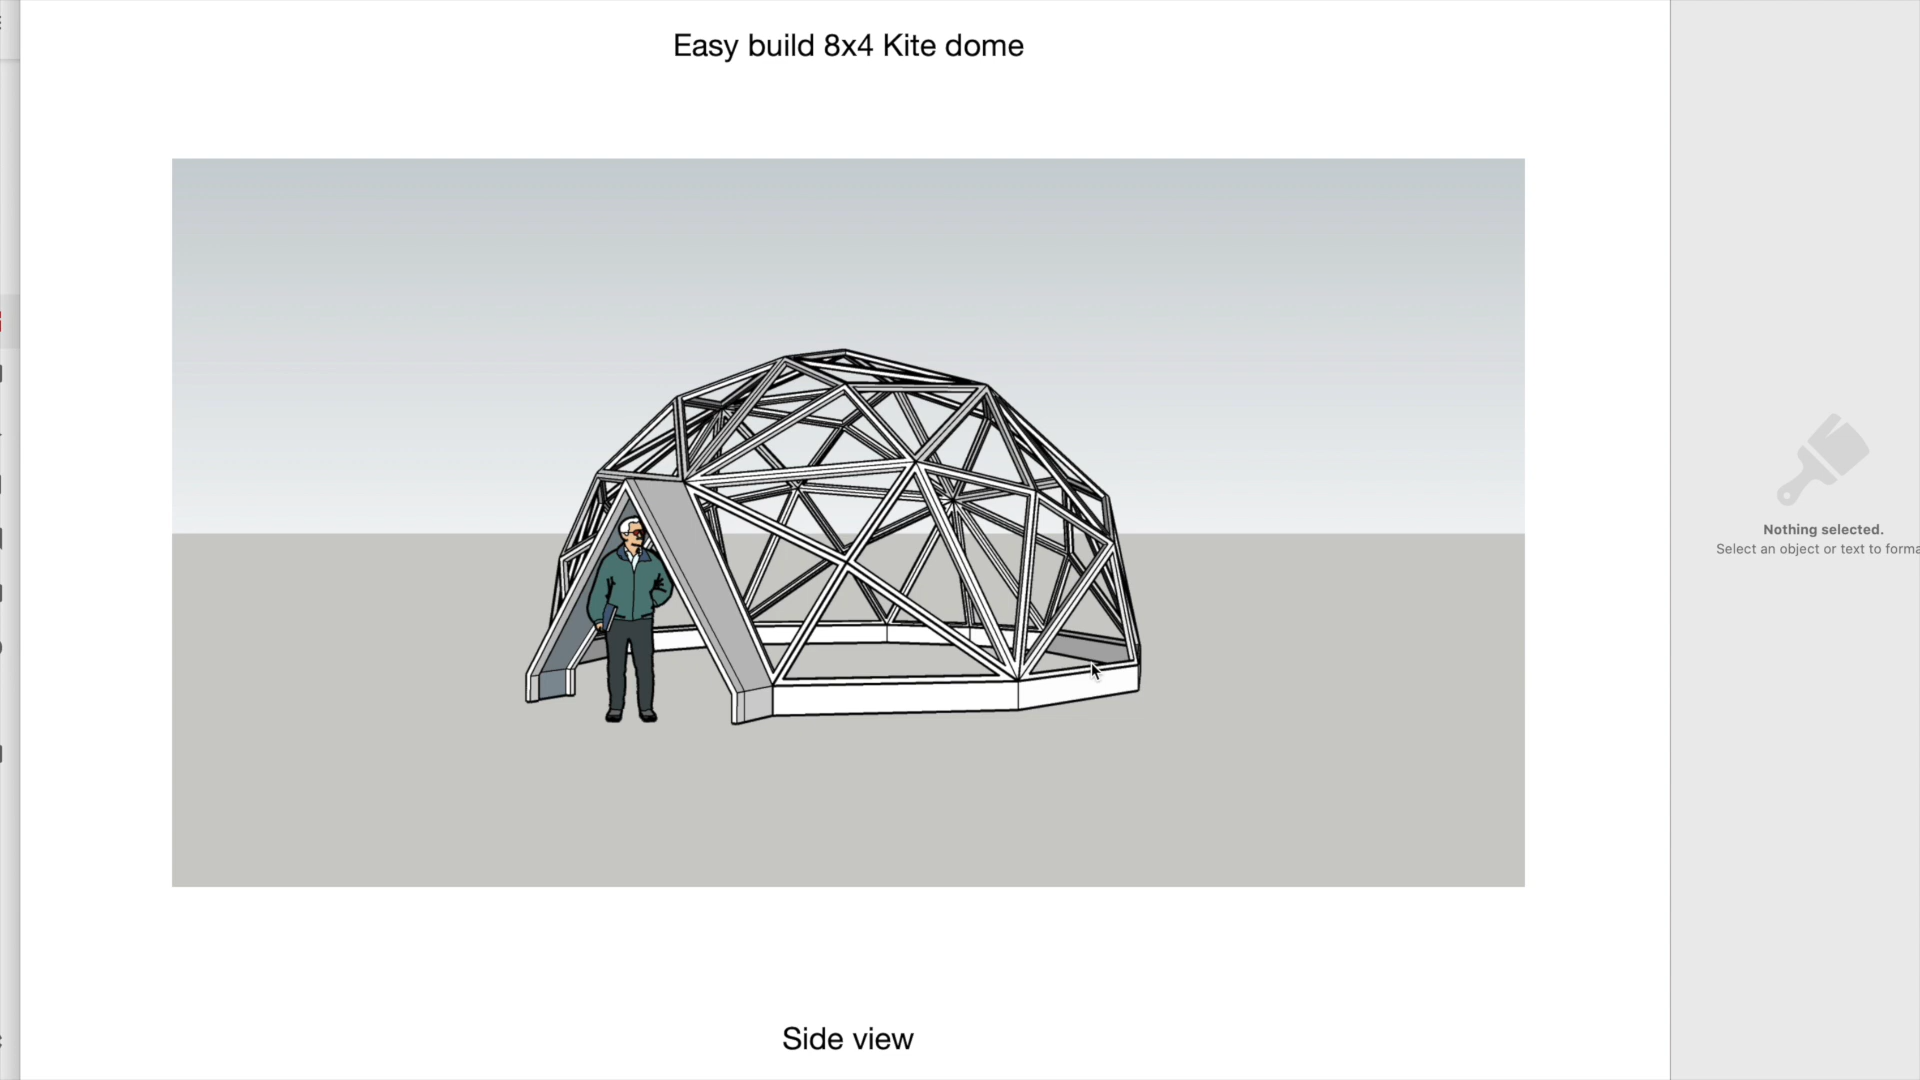 Easy build 8x4 Kite dome
Nothing selected.
Select an object or text to forma
Side view